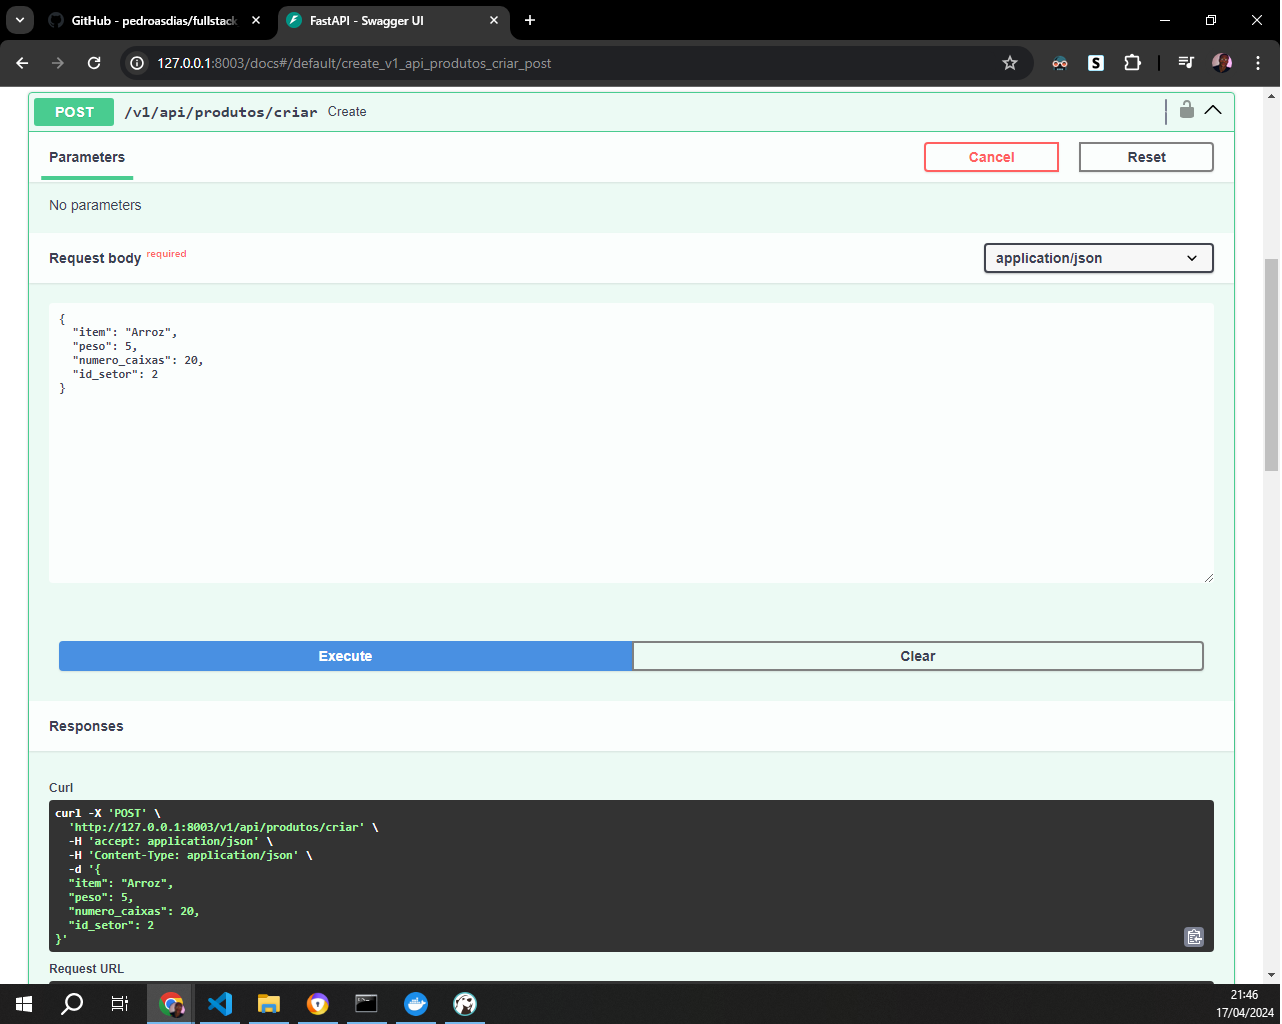 GitHub - pedroasdias/fullstack
FastAPI - Swagger UI
127.0.0.1:8003/docs#/default/create_v1_api_produtos_criar_post
POST /v1/api/produtos/criar Create
Parameters
Cancel
Reset
No parameters
Request body required
application/json
{
"item": "Arroz",
"peso": 5,
"numero_caixas": 20,
"id_setor": 2
}
Execute
Clear
Responses
Curl
curl -X 'POST' \
'http://127.0.0.1:8003/v1/api/produtos/criar' \
-H 'accept: application/json' \
-H 'Content-Type: application/json' \
-d '{
"item": "Arroz",
"peso": 5,
"numero_caixas": 20,
"id_setor": 2
}'
Request URL
21:46
17/04/2024